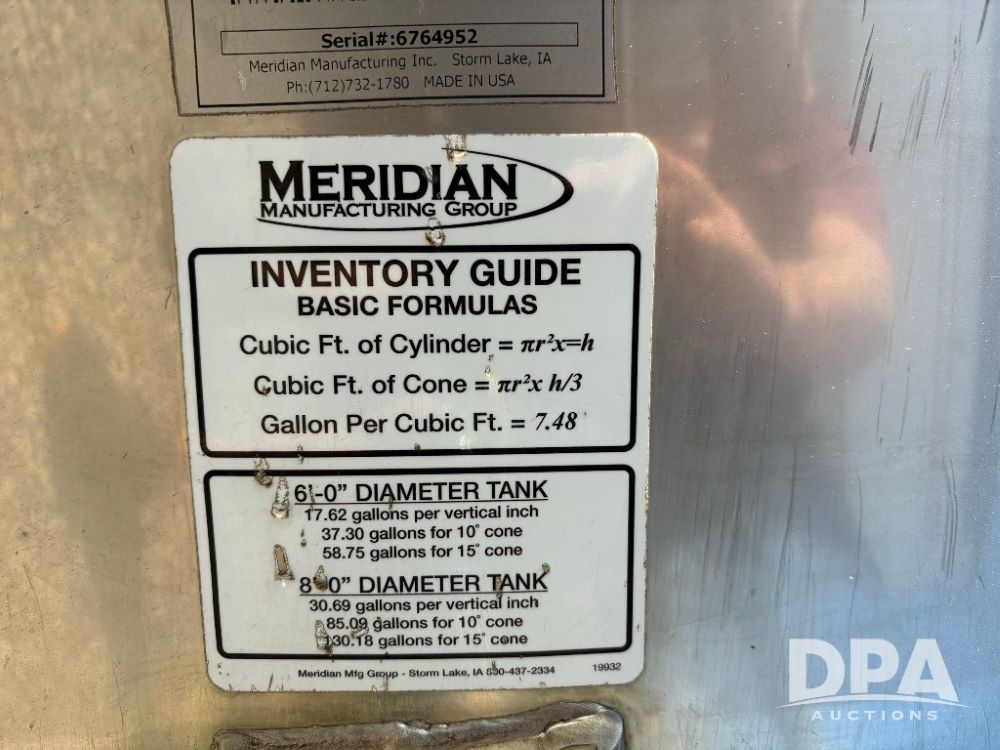 Serial#:6764952
Meridian Manufacturing Inc. Storm Lake, IA
Ph:(712)732-1780 MADE IN USA
MERIDIAN
MANUFACTURING GROUP
INVENTORY GUIDE
BASIC FORMULAS
Cubic Ft. of Cylinder = πr²x=h
Cubic Ft. of Cone = πr²x h/3
Gallon Per Cubic Ft. = 7.48
6'-0” DIAMETER TANK
17.62 gallons per vertical inch
37.30 gallons for 10° cone
58.75 gallons for 15° cone
8'-0” DIAMETER TANK
30.69 gallons per vertical inch
85.09 gallons for 10° cone
130.18 gallons for 15° cone
Meridian Mfg Group - Storm Lake, IA 800-437-2334 19932
DPA
AUCTIONS